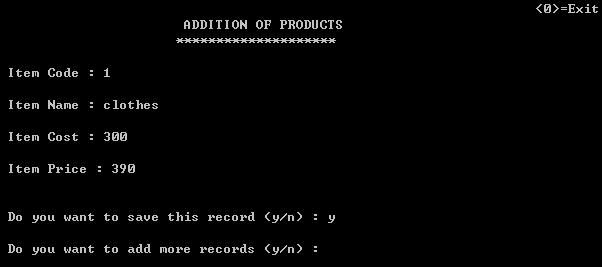 <0>=Exit
ADDITION OF PRODUCTS
********************
Item Code : 1
Item Name : clothes
Item Cost : 300
Item Price : 390
Do you want to save this record (y/n) : y
Do you want to add more records (y/n) :